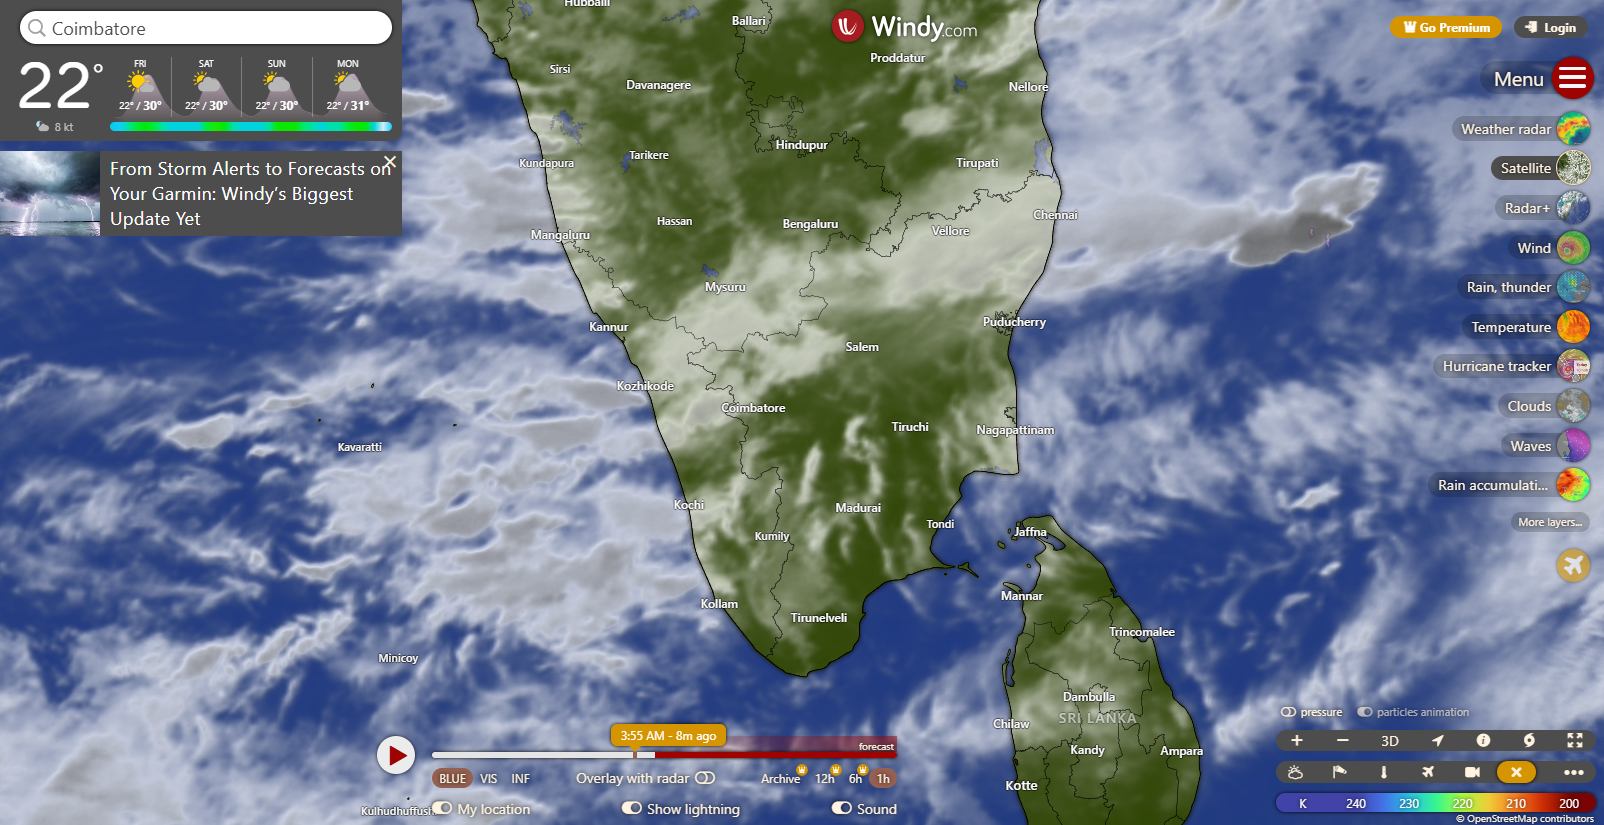 Coimbatore
22°
8 kt
FRI
22° / 30°
SAT
22° / 30°
SUN
22° / 30°
MON
22° / 31°
From Storm Alerts to Forecasts on
Your Garmin: Windy's Biggest
Update Yet
Windy.com
Go Premium
Login
Menu
Weather radar
Satellite
Radar+
Wind
Rain, thunder
Temperature
Hurricane tracker
Clouds
Waves
Rain accumulati...
More layers...
Hubballi
Ballari
Proddatur
Sirsi
Davanagere
Nellore
Kundapura
Tarikere
Hindupur
Tirupati
Hassan
Bengaluru
Chennai
Mangaluru
Vellore
Mysuru
Kannur
Puducherry
Salem
Kozhikode
Coimbatore
Tiruchi
Nagapattinam
Kavaratti
Kochi
Madurai
Tondi
Kumily
Jaffna
Kollam
Mannar
Tirunelveli
Trincomalee
Minicoy
Dambulla
SRI LANKA
Chilaw
Kandy
Ampara
Kotte
Kulhudhuffush
3:55 AM - 8m ago
forecast
BLUE
VIS
INF
Overlay with radar
Archive
12h
6h
1h
My location
Show lightning
Sound
pressure
particles animation
3D
K
240
230
220
210
200
© OpenStreetMap contributors